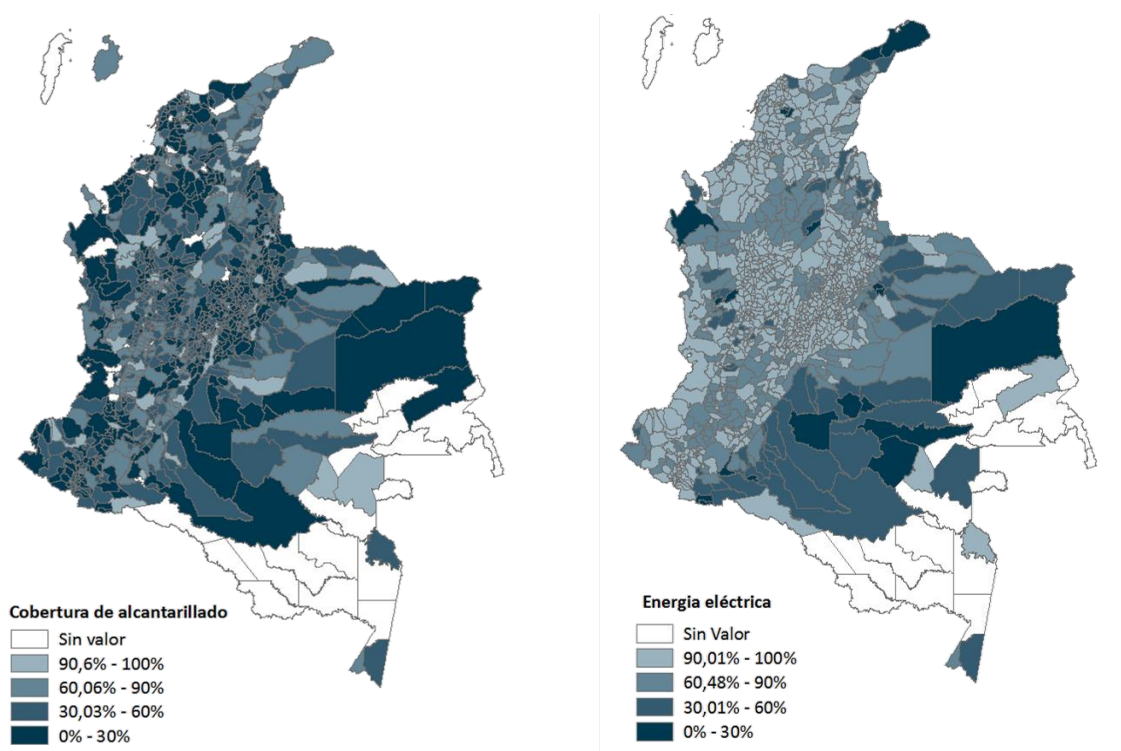 Cobertura de alcantarillado
Sin valor
90,6% - 100%
60,06% - 90%
30,03% - 60%
0% - 30%
Energia eléctrica
Sin Valor
90,01% - 100%
60,48% - 90%
30,01% - 60%
0% - 30%